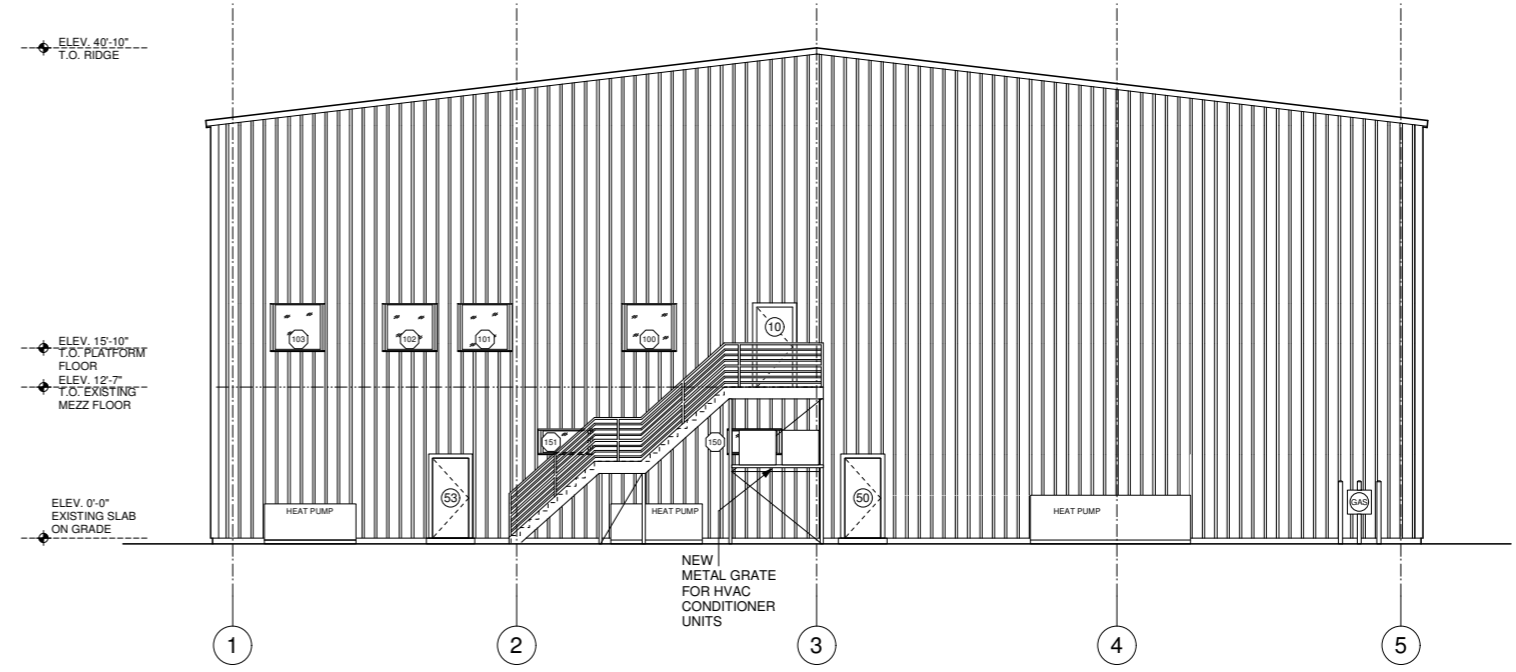 ELEV. 40'-10"
T.O. RIDGE
ELEV. 15'-10"
T.O. PLATFORM
FLOOR
ELEV. 12'-7"
T.O. EXISTING
MEZZ FLOOR
ELEV. 0'-0"
EXISTING SLAB
ON GRADE
103
102
101
100
10
151
150
53
50
GAS
HEAT PUMP
HEAT PUMP
HEAT PUMP
NEW
METAL GRATE
FOR HVAC
CONDITIONER
UNITS
1
2
3
4
5